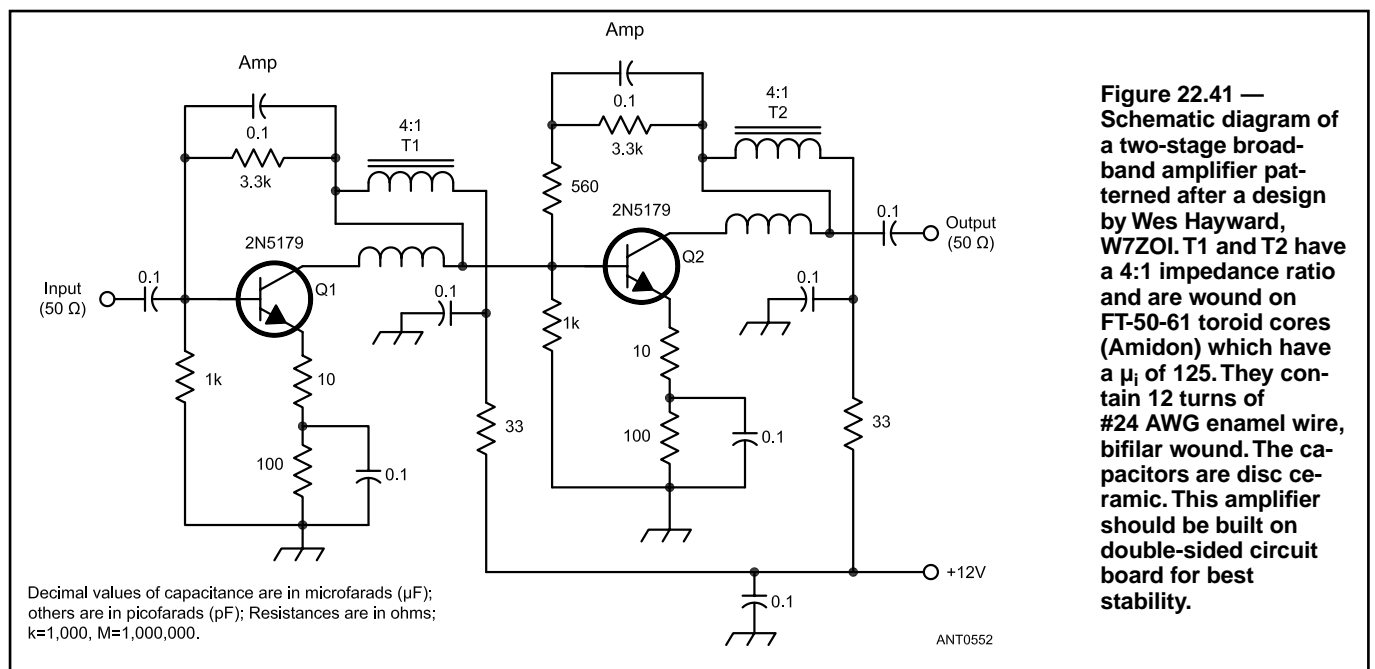 Amp
0.1
3.3k
4:1
T1
2N5179
Q1
Input
(50 Ω)
0.1
1k
10
100
0.1
0.1
33
Amp
0.1
3.3k
4:1
T2
560
2N5179
Q2
0.1
Output
(50 Ω)
0.1
1k
10
100
0.1
33
+12V
0.1
Decimal values of capacitance are in microfarads (µF);
others are in picofarads (pF); Resistances are in ohms;
k=1,000, M=1,000,000.
ANT0552
Figure 22.41 —
Schematic diagram of
a two-stage broad-
band amplifier pat-
terned after a design
by Wes Hayward,
W7ZOI. T1 and T2 have
a 4:1 impedance ratio
and are wound on
FT-50-61 toroid cores
(Amidon) which have
a µi of 125. They con-
tain 12 turns of
#24 AWG enamel wire,
bifilar wound. The ca-
pacitors are disc ce-
ramic. This amplifier
should be built on
double-sided circuit
board for best
stability.